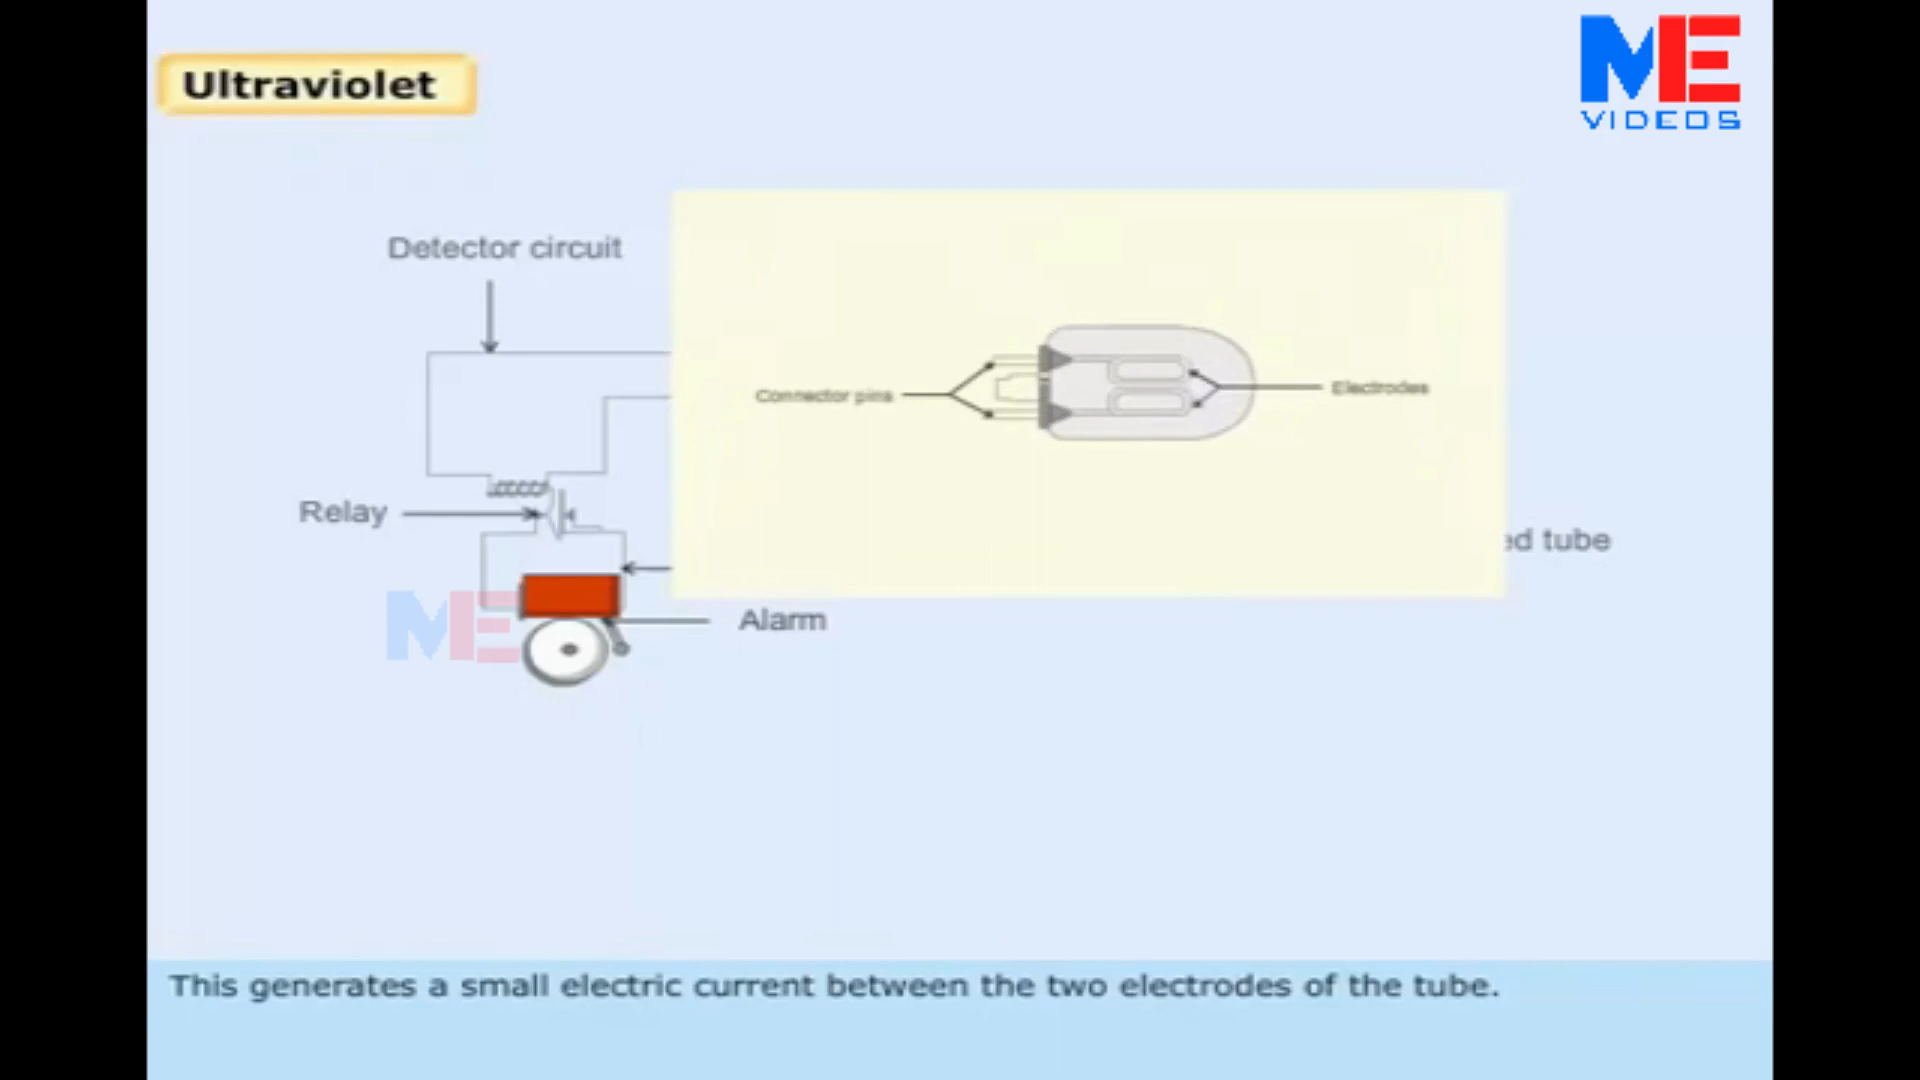 ME
VIDEOS
Ultraviolet
Detector circuit
Connector pins
Electrodes
Relay
ed tube
ME
Alarm
This generates a small electric current between the two electrodes of the tube.